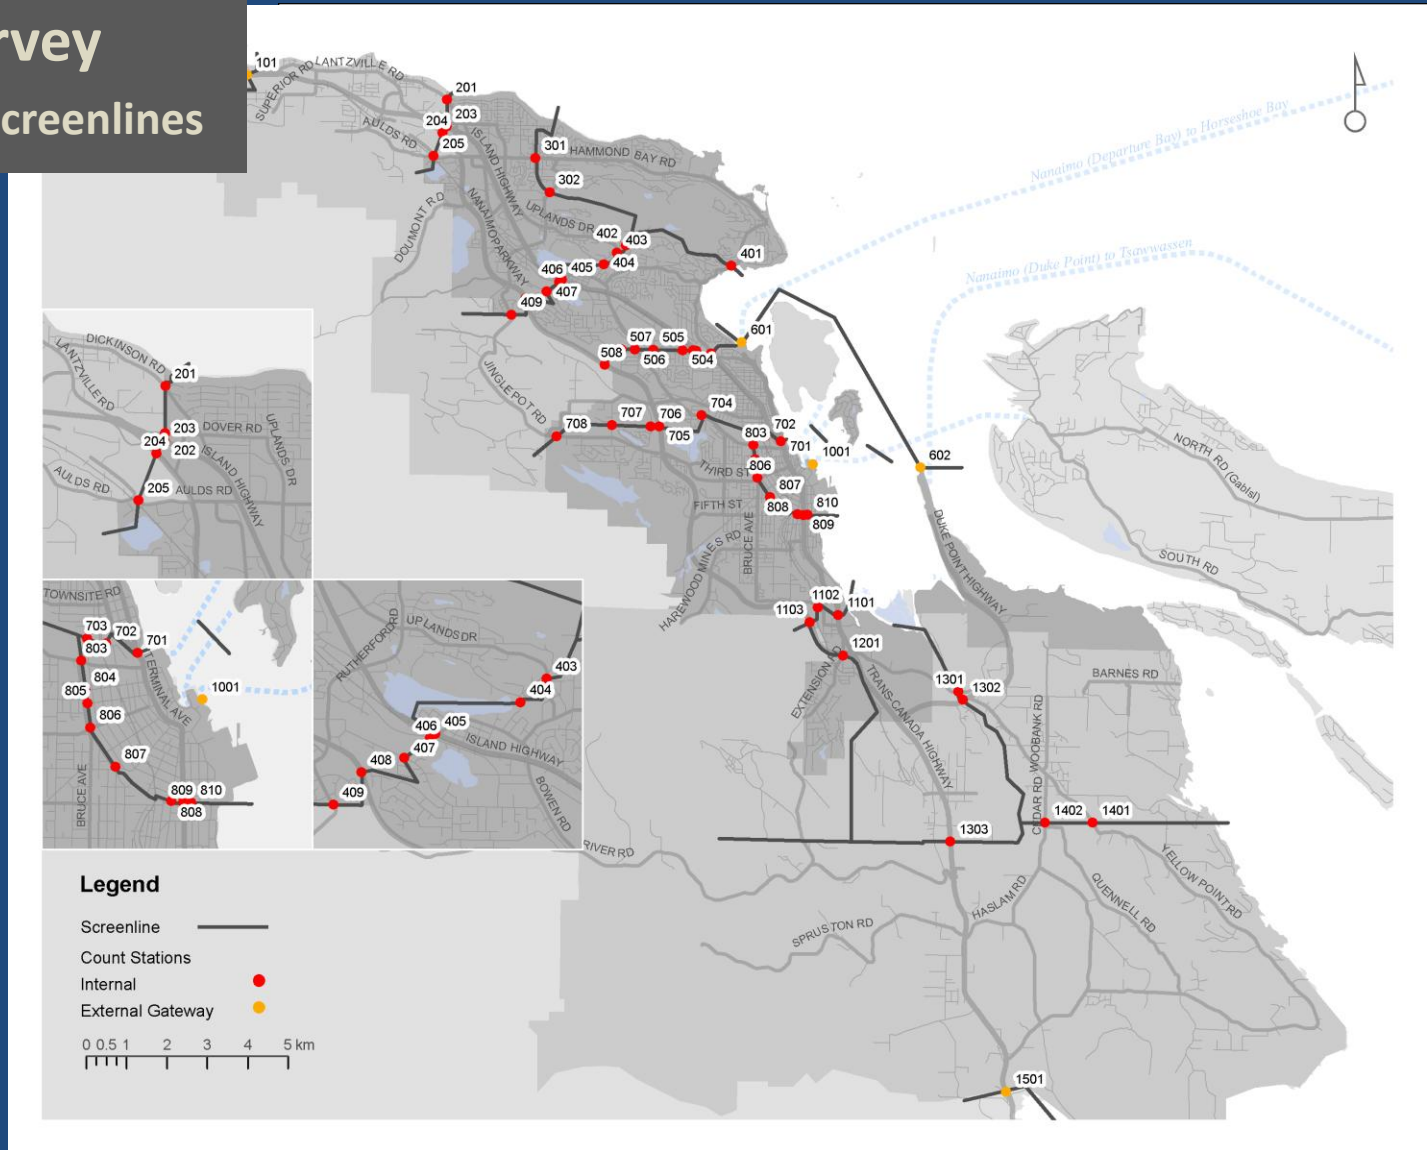 rvey
creenlines
101
SUPERIOR RD
LANTZVILLE RD
201
203
204
205
AULDS RD
ISLAND HIGHWAY
301
HAMMOND BAY RD
302
DOUMONT RD
NANAIMO PARKWAY
UPLANDS DR
402
403
404
401
406
405
407
409
Nanaimo (Departure Bay) to Horseshoe Bay
Nanaimo (Duke Point) to Tsawwassen
601
507
505
508
506
504
JINGLE POT RD
704
708
707
706
705
702
701
803
1001
602
THIRD ST
806
807
FIFTH ST
808
810
809
BRUCE AVE
HAREWOOD MINES RD
DUKE POINT HIGHWAY
NORTH RD (GabIsl)
SOUTH RD
1102
1101
1103
1201
EXTENSION RD
TRANS-CANADA HIGHWAY
1301
1302
BARNES RD
WOOBANK RD
CEDAR RD
1402
1401
1303
YELLOW POINT RD
QUENNELL RD
HASLAM RD
SPRUSTON RD
RIVER RD
1501
DICKINSON RD
LANTZVILLE RD
201
203
DOVER RD
204
202
UPLANDS DR
ISLAND HIGHWAY
AULDS RD
205
AULDS RD
TOWNSITE RD
703
702
701
803
804
805
806
807
TERMINAL AVE
1001
BRUCE AVE
809
810
808
RUTHERFORD RD
UPLANDS DR
403
404
406
405
407
408
409
ISLAND HIGHWAY
BOWEN RD
Legend
Screenline
Count Stations
Internal
External Gateway
0 0.5 1 2 3 4 5 km